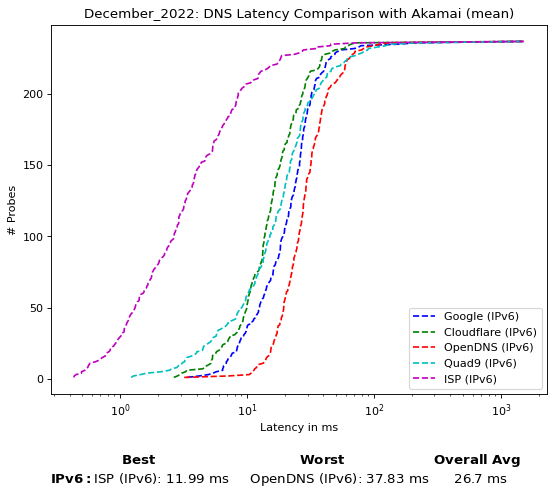 December_2022: DNS Latency Comparison with Akamai (mean)
# Probes
200
150
100
50
0
Google (IPv6)
Cloudflare (IPv6)
OpenDNS (IPv6)
Quad9 (IPv6)
ISP (IPv6)
10⁰ 10¹ 10² 10³
Latency in ms
Best Worst Overall Avg
IPv6: ISP (IPv6): 11.99 ms OpenDNS (IPv6): 37.83 ms 26.7 ms